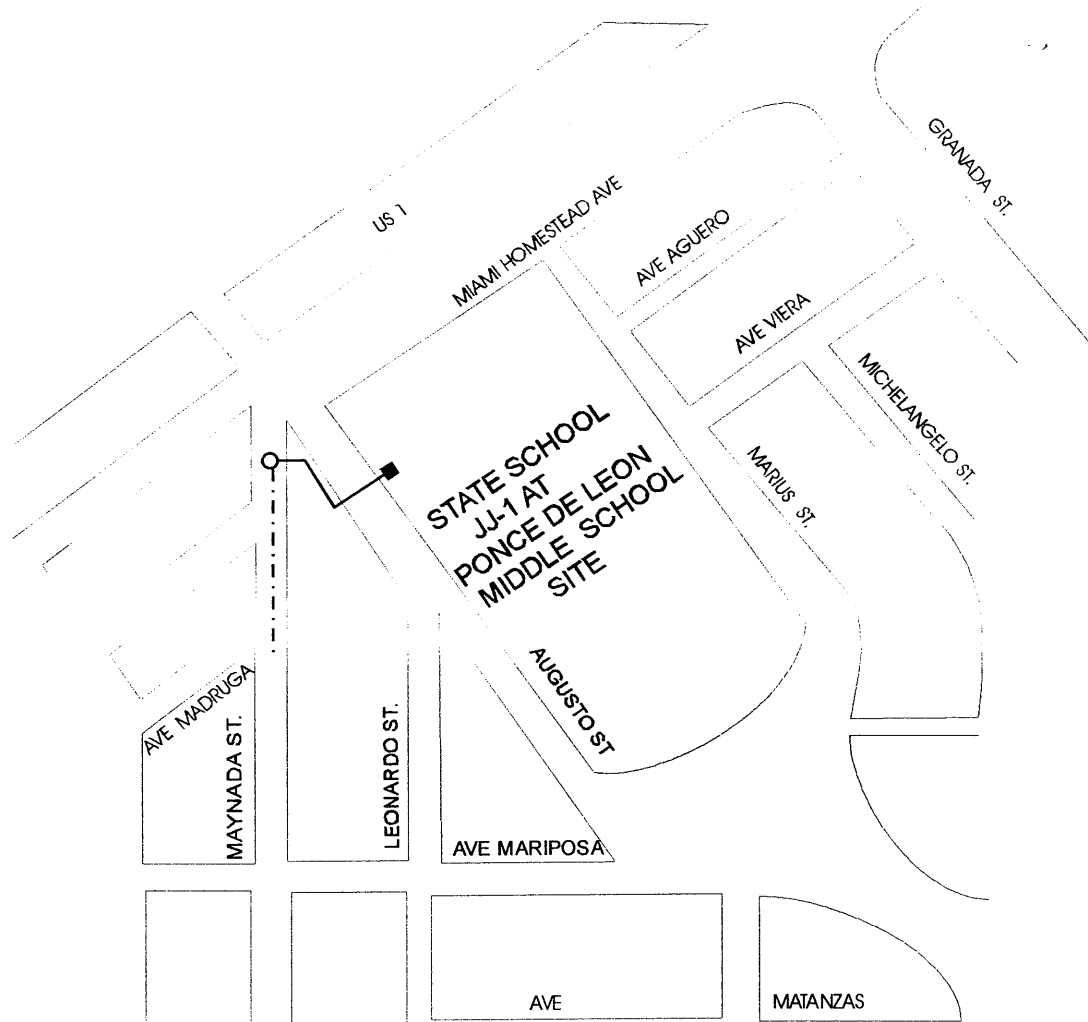 GRANADA ST.
US 1
MIAMI HOMESTEAD AVE
AVE AGUERO
AVE VIERA
MICHELANGELO ST.
MARIUS ST.
STATE SCHOOL
JJ-1 AT
PONCE DE LEON
MIDDLE SCHOOL
SITE
AUGUSTO ST
AVE MADRUGA
MAYNADA ST.
LEONARDO ST.
AVE MARIPOSA
AVE MATANZAS